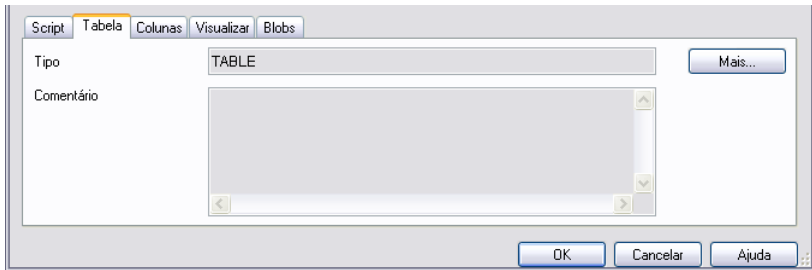 Script Tabela Colunas Visualizar Blobs
Tipo TABLE Mais...
Comentário
OK Cancelar Ajuda